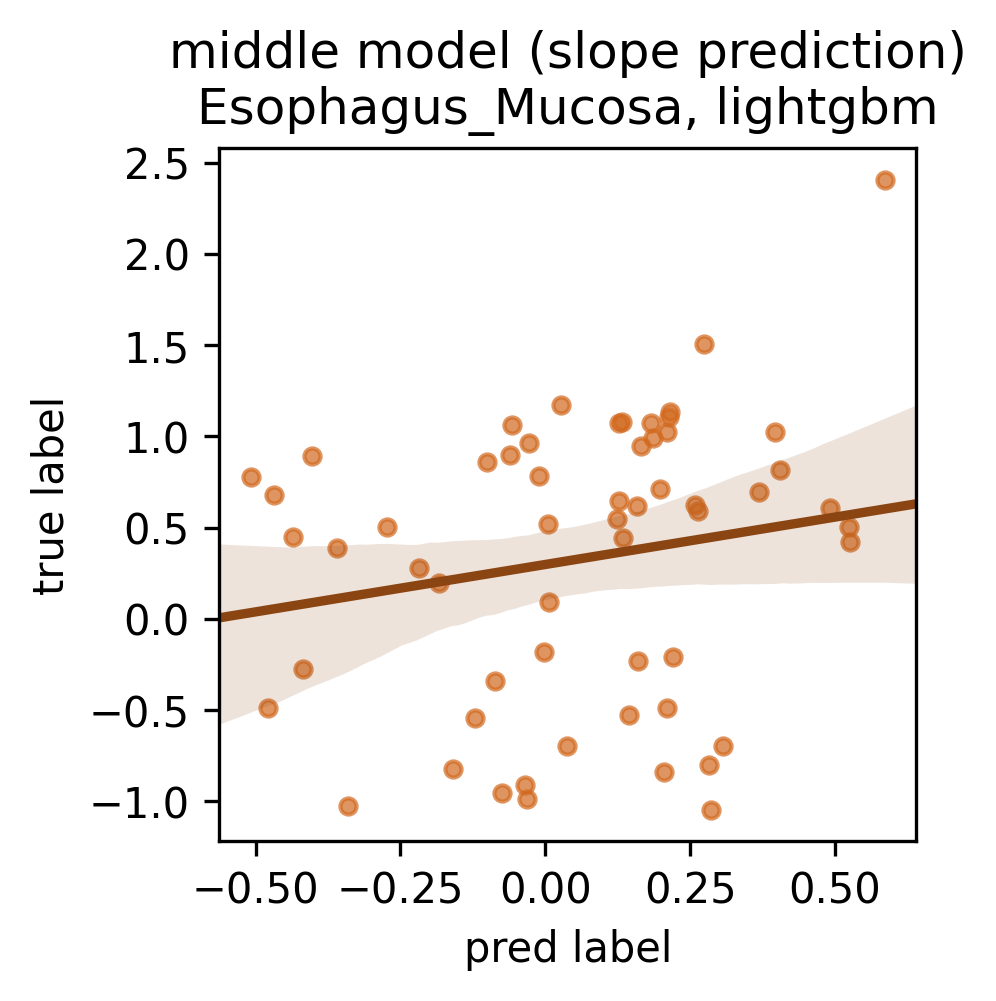 middle model (slope prediction)
Esophagus_Mucosa, lightgbm
2.5
2.0
1.5
1.0
0.5
0.0
−0.5
−1.0
true label
−0.50 −0.25 0.00 0.25 0.50
pred label